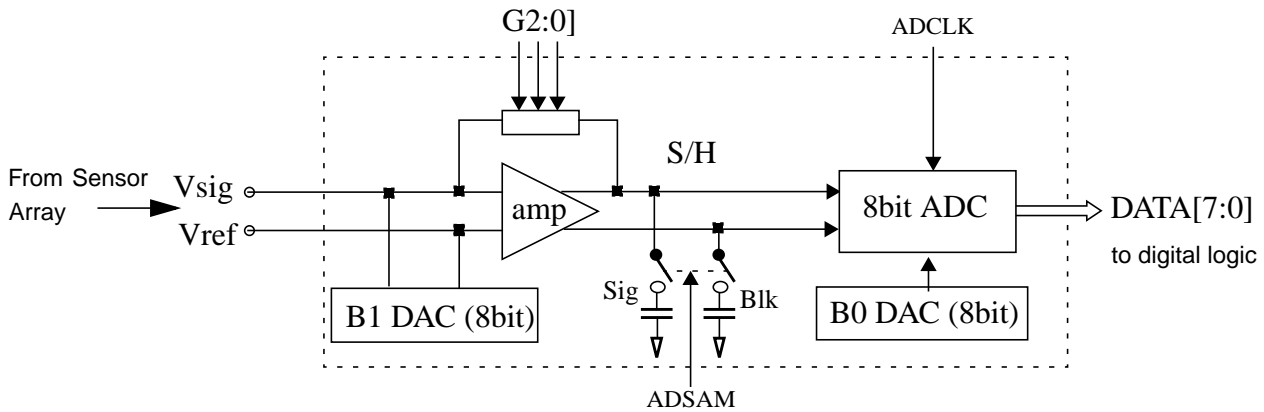 G2:0]
ADCLK
S/H
From Sensor
Array
Vsig
Vref
amp
8bit ADC
DATA[7:0]
to digital logic
Sig
Blk
B1 DAC (8bit)
B0 DAC (8bit)
ADSAM